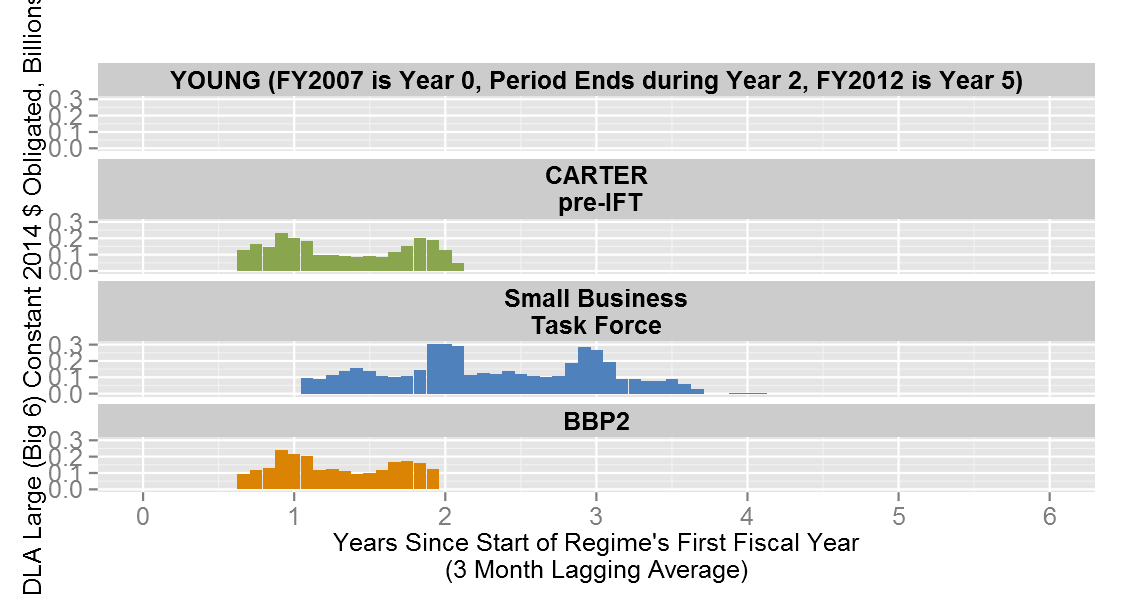 DLA Large (Big 6) Constant 2014 $ Obligated, Billions
YOUNG (FY2007 is Year 0, Period Ends during Year 2, FY2012 is Year 5)
0.3
0.2
0.1
0.0
CARTER
pre-IFT
0.3
0.2
0.1
0.0
Small Business
Task Force
0.3
0.2
0.1
0.0
BBP2
0.3
0.2
0.1
0.0
0 1 2 3 4 5 6
Years Since Start of Regime's First Fiscal Year
(3 Month Lagging Average)